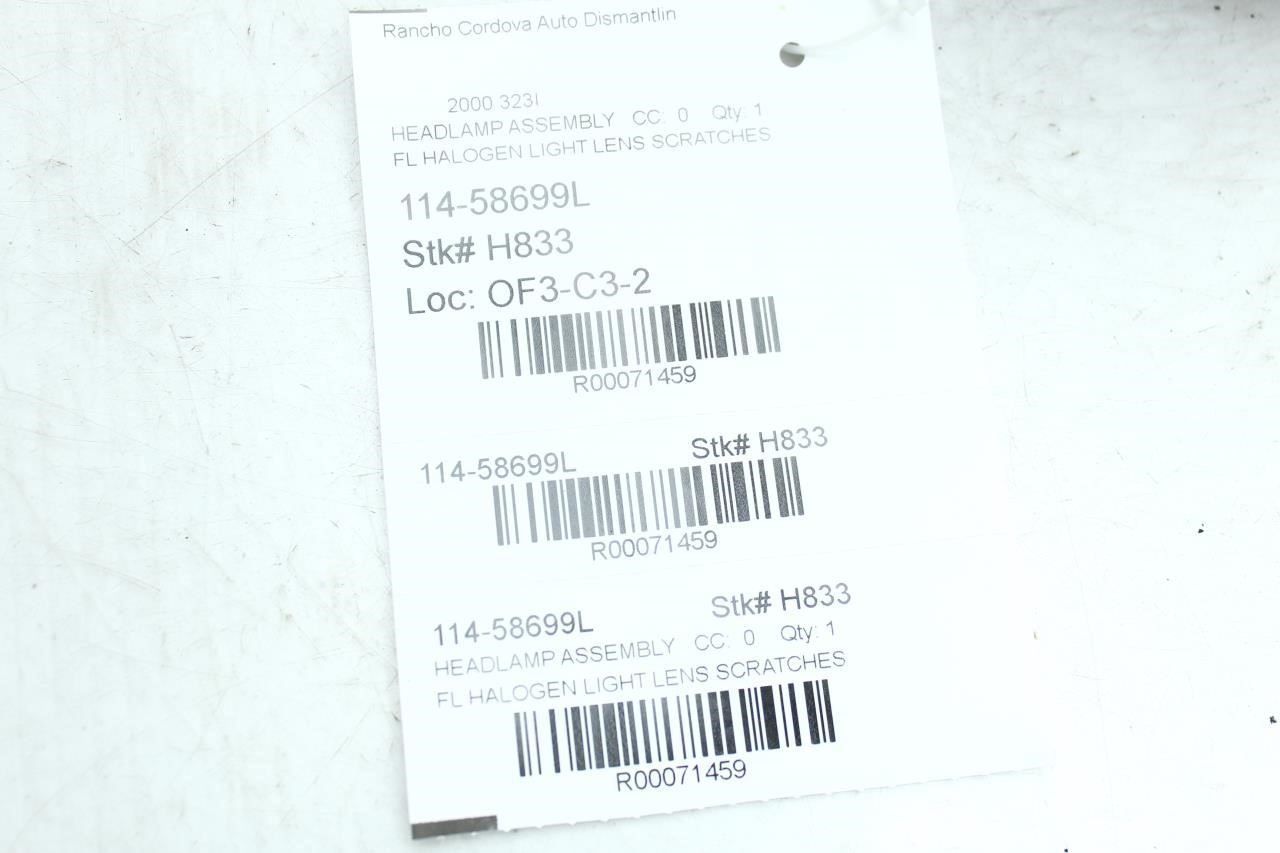 Rancho Cordova Auto Dismantlin
2000 323I
HEADLAMP ASSEMBLY CC: 0 Qty: 1
FL HALOGEN LIGHT LENS SCRATCHES
114-58699L
Stk# H833
Loc: OF3-C3-2
R00071459
114-58699L Stk# H833
R00071459
114-58699L Stk# H833
HEADLAMP ASSEMBLY CC: 0 Qty: 1
FL HALOGEN LIGHT LENS SCRATCHES
R00071459